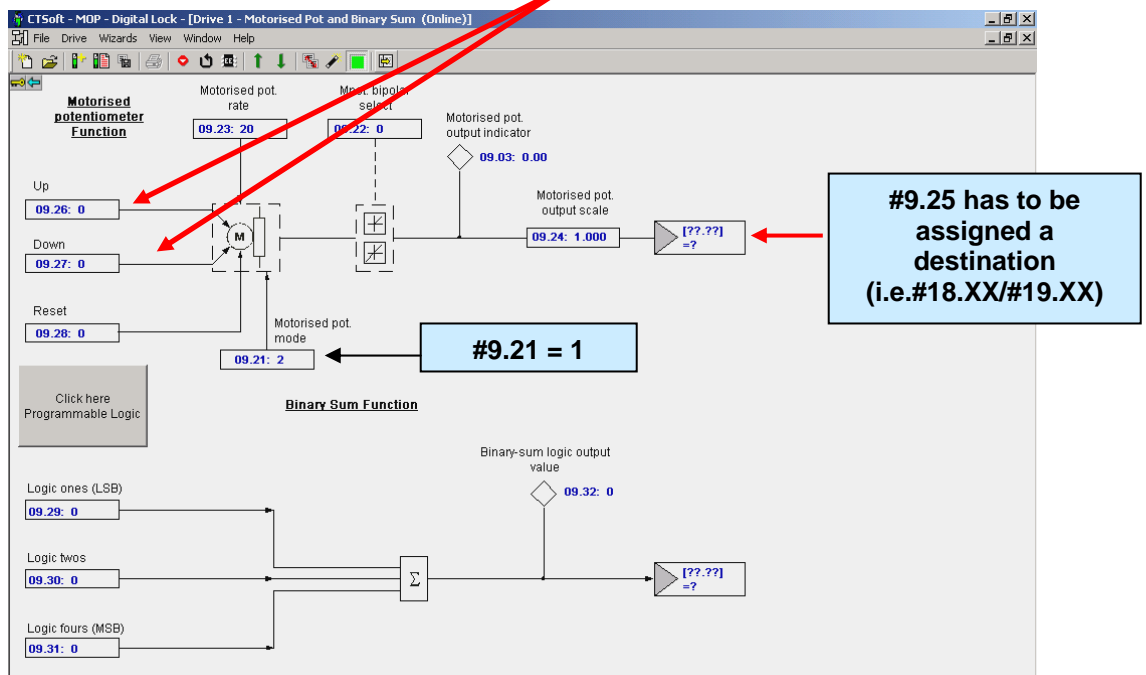 CTSoft - MOP - Digital Lock - [Drive 1 - Motorised Pot and Binary Sum (Online)]
File Drive Wizards View Window Help
Motorised
potentiometer
Function
Motorised pot.
rate
09.23: 20
Mpot. bipolar
select
09.22: 0
Motorised pot.
output indicator
09.03: 0.00
Up
09.26: 0
Down
09.27: 0
Reset
09.28: 0
M
Motorised pot.
output scale
09.24: 1.000
[??.??]
=?
#9.25 has to be
assigned a
destination
(i.e.#18.XX/#19.XX)
Motorised pot.
mode
09.21: 2
#9.21 = 1
Click here
Programmable Logic
Binary Sum Function
Binary-sum logic output
value
09.32: 0
Logic ones (LSB)
09.29: 0
Logic twos
09.30: 0
Logic fours (MSB)
09.31: 0
Σ
[??.??]
=?